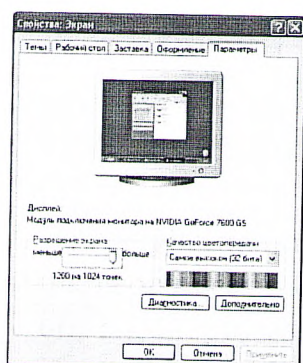 Свойства: Экран
Темы Рабочий стол Заставка Оформление Параметры
Дисплей:
Модуль подключения монитора на NVIDIA GeForce 7600 GS
Разрешение экрана
меньше больше
1280 на 1024 точек
Качество цветопередачи
Самое высокое (32 бита)
Диагностика... Дополнительно
OK Отмена Применить